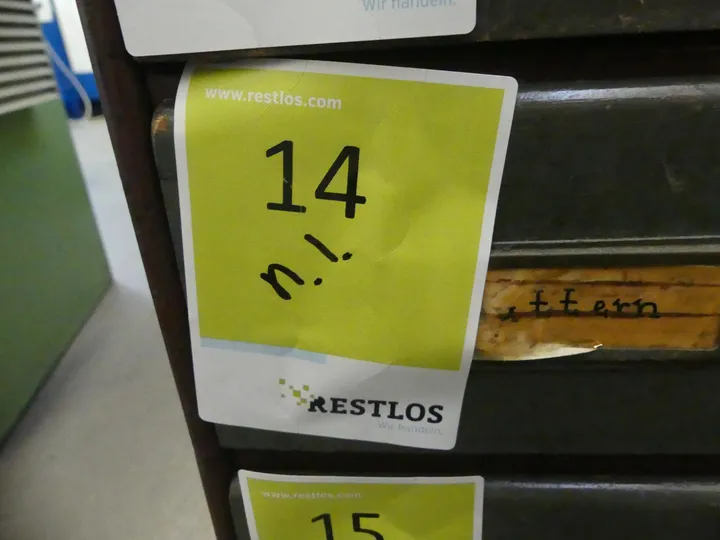 Wir handeln.
www.restlos.com
14
n.!.
ttern
RESTLOS
Wir handeln.
www.restlos.com
15